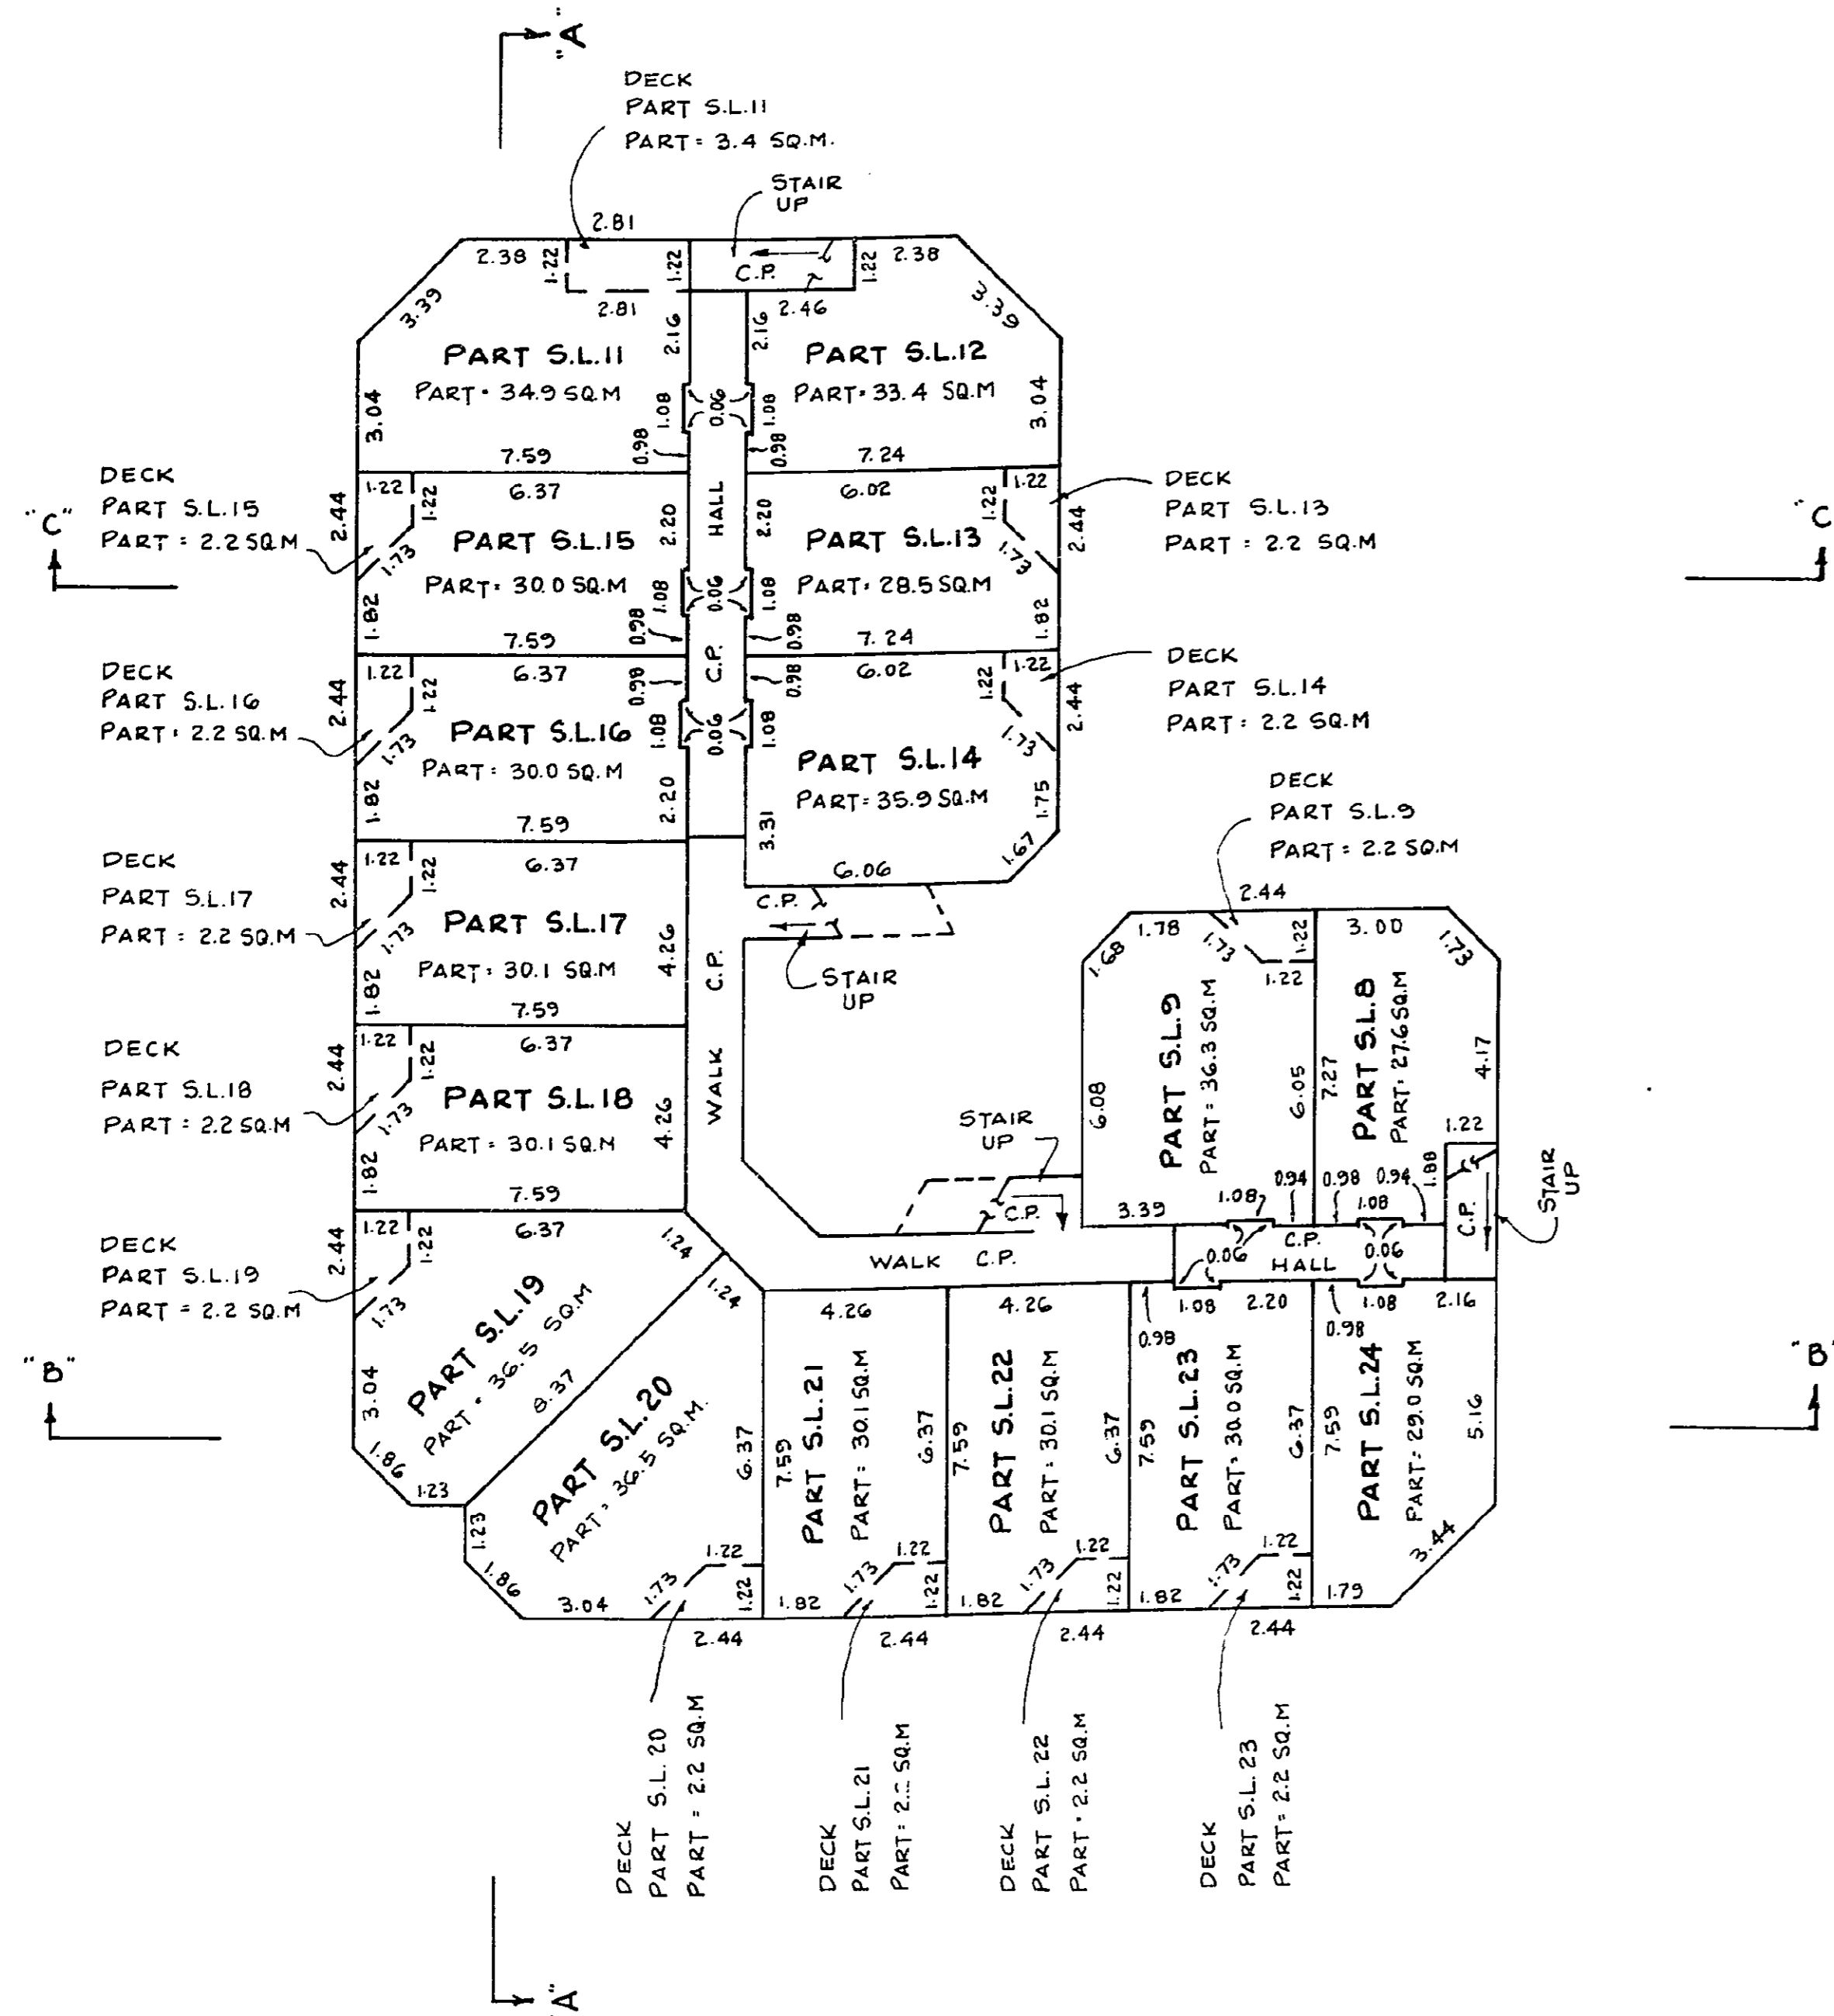 "A"
DECK
PART S.L.11
PART = 3.4 SQ.M.
STAIR
UP
2.81
2.38
1.22
1.22
C.P.
1.22
2.38
2.81
2.46
3.39
3.39
2.16
2.16
PART S.L.11
PART = 34.9 SQ.M
PART S.L.12
PART = 33.4 SQ.M
3.04
1.08
0.06
1.08
3.04
0.98
0.98
7.59
7.24
DECK
PART S.L.15
PART = 2.2 SQ.M
"C"
2.44
1.22
1.22
6.37
1.73
PART S.L.15
PART = 30.0 SQ.M
2.20
HALL
2.20
6.02
1.22
1.22
1.73
2.44
PART S.L.13
PART = 28.5 SQ.M
DECK
PART S.L.13
PART = 2.2 SQ.M
"C
1.82
1.08
0.06
1.08
1.82
0.98
0.98
7.59
7.24
DECK
PART S.L.16
PART = 2.2 SQ.M
2.44
1.22
1.22
6.37
1.73
PART S.L.16
PART = 30.0 SQ.M
0.98
C.P.
0.98
6.02
1.22
1.22
1.73
2.44
DECK
PART S.L.14
PART = 2.2 SQ.M
1.08
0.06
1.08
PART S.L.14
PART = 35.9 SQ.M
1.82
2.20
3.31
1.75
1.67
7.59
6.06
DECK
PART S.L.9
PART = 2.2 SQ.M
DECK
PART S.L.17
PART = 2.2 SQ.M
2.44
1.22
1.22
6.37
1.73
PART S.L.17
PART = 30.1 SQ.M
4.26
C.P.
C.P.
STAIR
UP
1.82
7.59
2.44
1.78
1.68
1.73
1.22
1.22
3.00
1.73
PART S.L.9
PART = 36.3 SQ.M
6.08
6.05
7.27
PART S.L.8
PART = 27.6 SQ.M
4.17
1.22
1.88
DECK
PART S.L.18
PART = 2.2 SQ.M
2.44
1.22
1.22
6.37
1.73
PART S.L.18
PART = 30.1 SQ.M
4.26
WALK
1.82
7.59
STAIR
UP
C.P.
3.39
1.08
0.94
0.98
0.94
1.08
C.P.
STAIR
UP
C.P.
HALL
0.06
0.06
WALK C.P.
DECK
PART S.L.19
PART = 2.2 SQ.M
2.44
1.22
1.22
6.37
1.73
1.24
1.24
PART S.L.19
PART = 36.5 SQ.M
8.37
3.04
1.86
1.23
PART S.L.20
PART = 36.5 SQ.M.
1.23
1.86
3.04
6.37
1.73
1.22
1.22
2.44
4.26
7.59
PART S.L.21
PART = 30.1 SQ.M
6.37
1.82
1.73
1.22
1.22
2.44
4.26
7.59
PART S.L.22
PART = 30.1 SQ.M
6.37
1.82
1.73
1.22
1.22
2.44
0.98
1.08
2.20
7.59
PART S.L.23
PART = 30.0 SQ.M
6.37
1.82
1.73
1.22
1.22
2.44
0.98
1.08
2.16
7.59
PART S.L.24
PART = 29.0 SQ.M
5.16
3.44
1.79
"B"
"B"
DECK
PART S.L. 20
PART = 2.2 SQ.M
DECK
PART S.L.21
PART = SQ.M
DECK
PART S.L. 22
PART = 2.2 SQ.M
DECK
PART S.L. 23
PART = 2.2 SQ.M
"A"